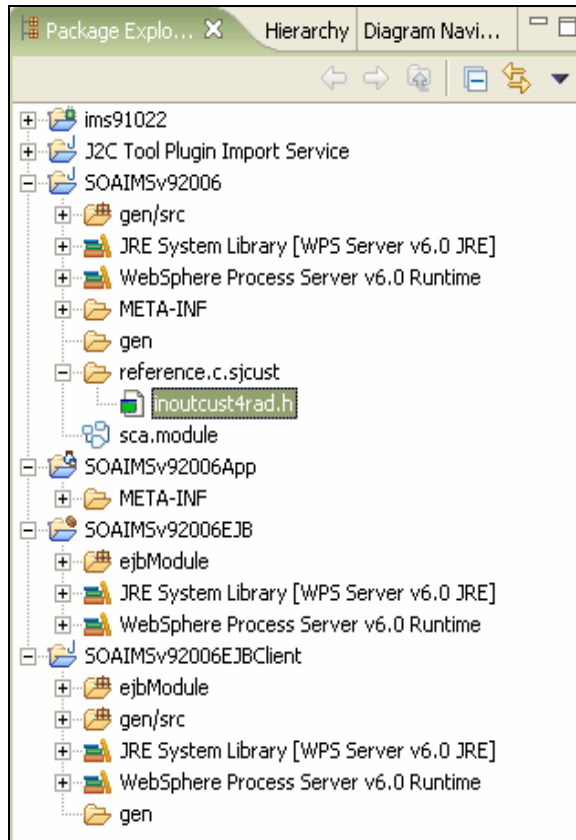 Package Explo... Hierarchy Diagram Navi...
ims91022
J2C Tool Plugin Import Service
SOAIMSv92006
gen/src
JRE System Library [WPS Server v6.0 JRE]
WebSphere Process Server v6.0 Runtime
META-INF
gen
reference.c.sjcust
inoutcust4rad.h
sca.module
SOAIMSv92006App
META-INF
SOAIMSv92006EJB
ejbModule
JRE System Library [WPS Server v6.0 JRE]
WebSphere Process Server v6.0 Runtime
SOAIMSv92006EJBClient
ejbModule
gen/src
JRE System Library [WPS Server v6.0 JRE]
WebSphere Process Server v6.0 Runtime
gen